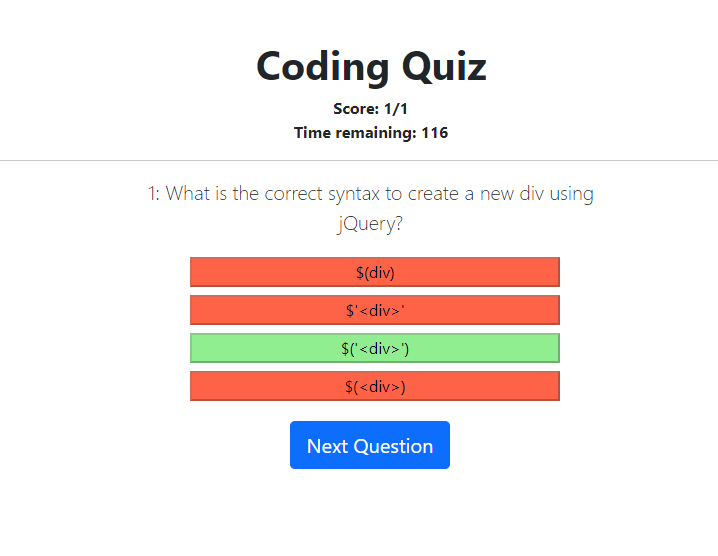 Coding Quiz
Score: 1/1
Time remaining: 116
1: What is the correct syntax to create a new div using
jQuery?
$(div)
$'<div>'
$('<div>')
$(<div>)
Next Question